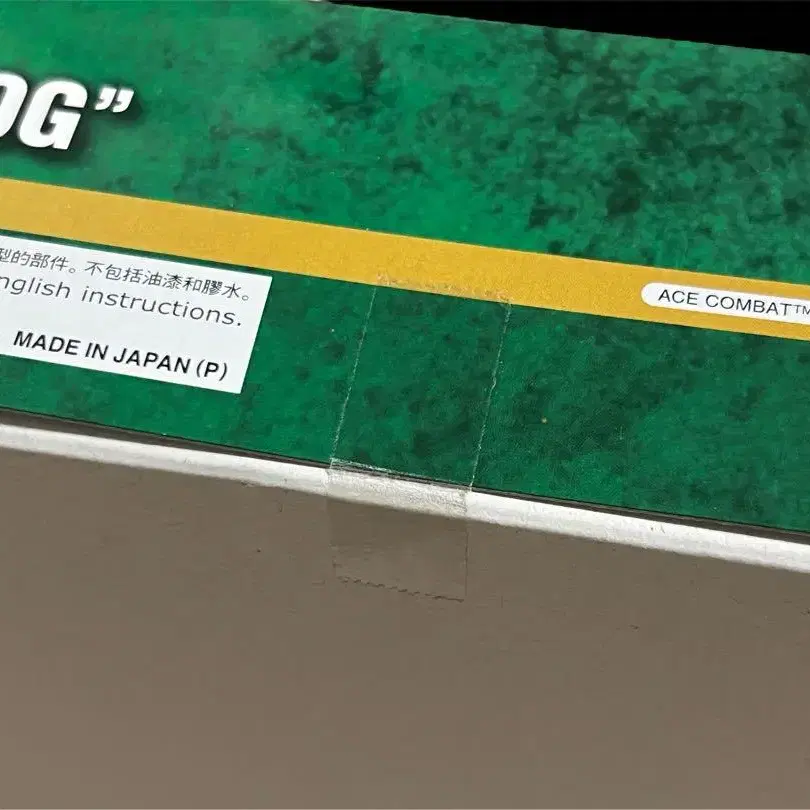 OG”
型的部件。不包括油漆和膠水。
nglish instructions.
MADE IN JAPAN (P)
ACE COMBAT™